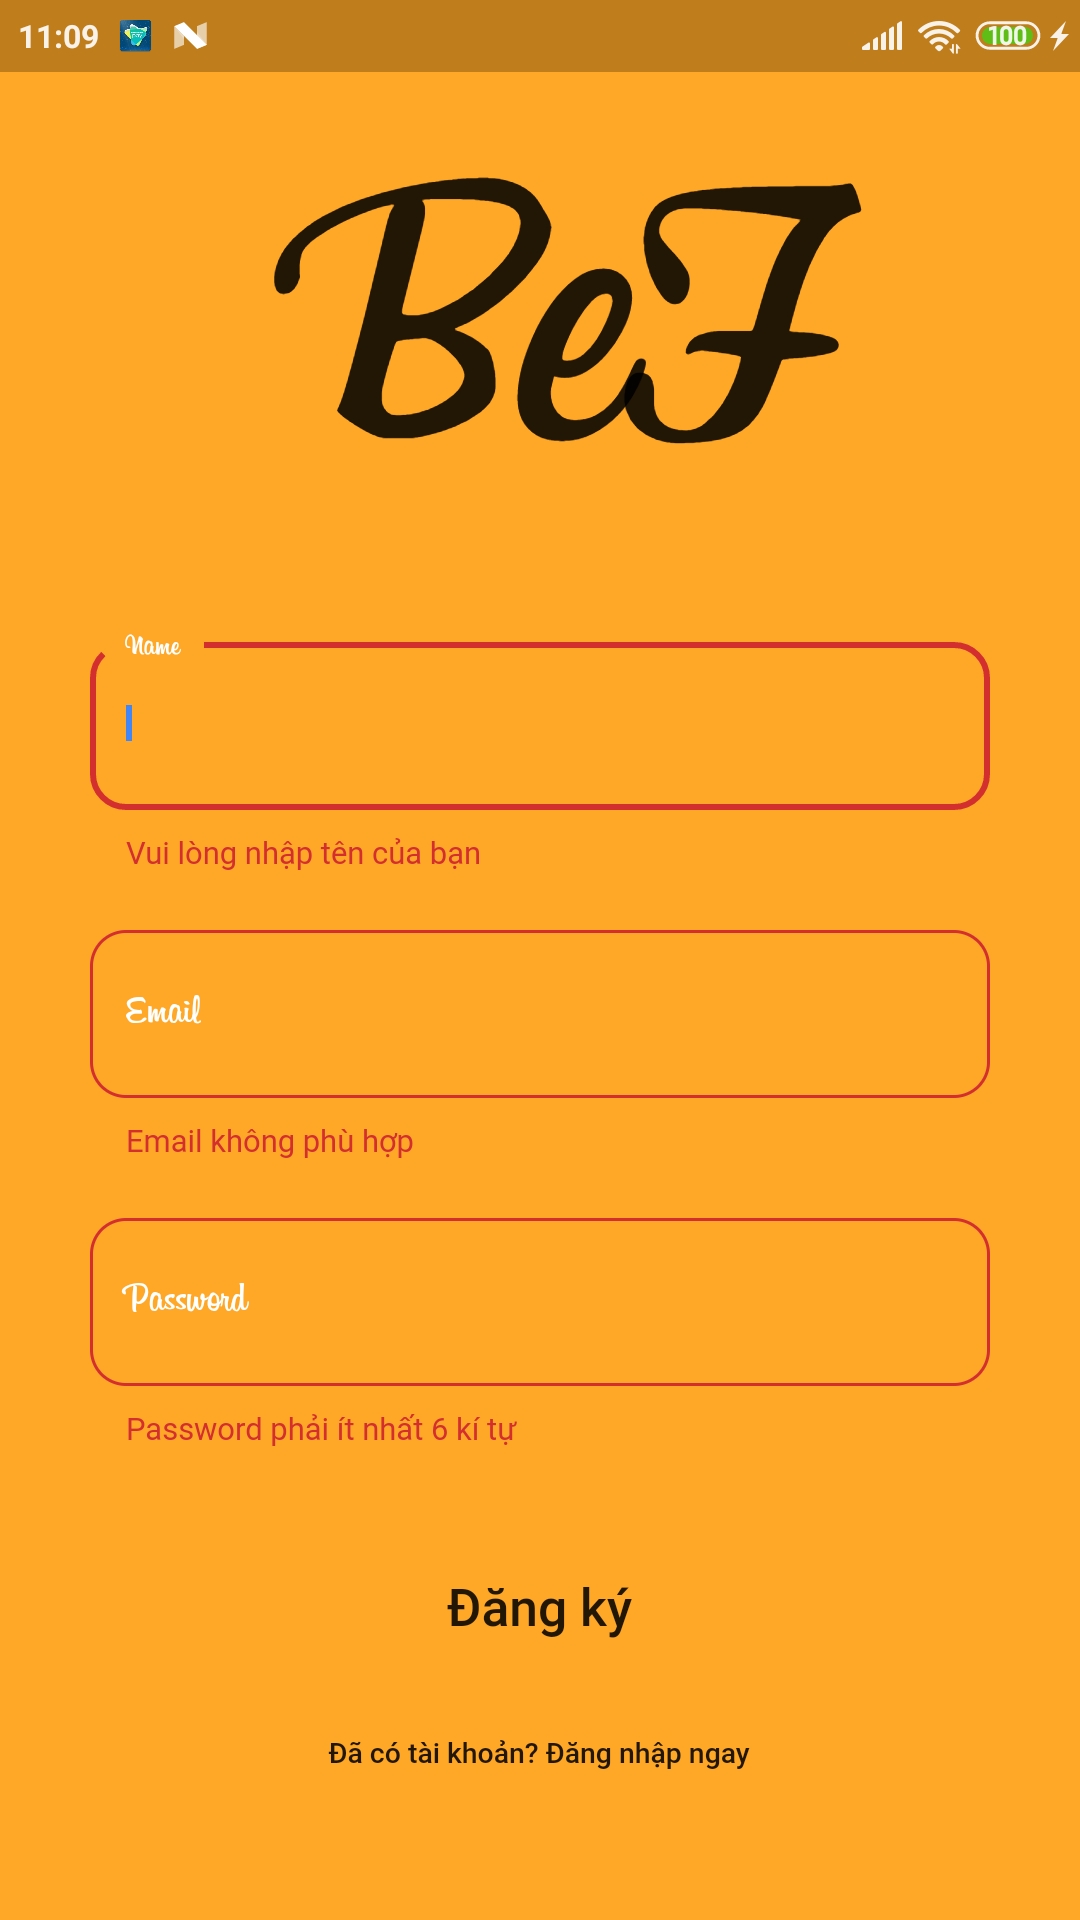 11:09 100
BeF
Name
Vui lòng nhập tên của bạn
Email
Email không phù hợp
Password
Password phải ít nhất 6 kí tự
Đăng ký
Đã có tài khoản? Đăng nhập ngay